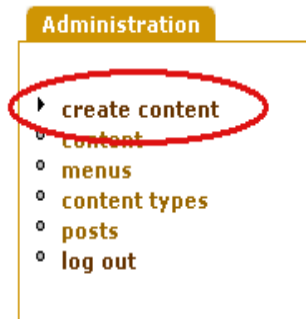 Administration
create content
content
menus
content types
posts
log out